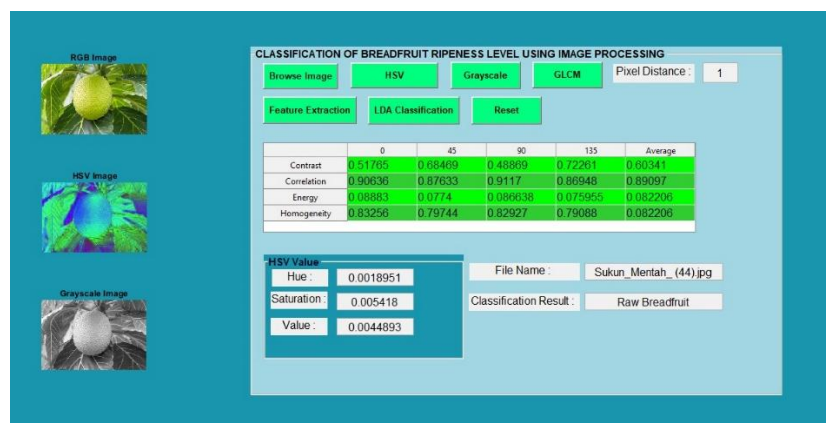 RGB Image
HSV Image
Grayscale Image
CLASSIFICATION OF BREADFRUIT RIPENESS LEVEL USING IMAGE PROCESSING
Browse Image HSV Grayscale GLCM Pixel Distance : 1
Feature Extraction LDA Classification Reset
0 45 90 135 Average
Contrast 0.51765 0.68469 0.48869 0.72261 0.60341
Correlation 0.90636 0.87633 0.9117 0.86948 0.89097
Energy 0.08883 0.0774 0.086638 0.075955 0.082206
Homogeneity 0.83256 0.79744 0.82927 0.79088 0.082206
HSV Value
Hue : 0.0018951
Saturation : 0.005418
Value : 0.0044893
File Name : Sukun_Mentah_ (44).jpg
Classification Result : Raw Breadfruit